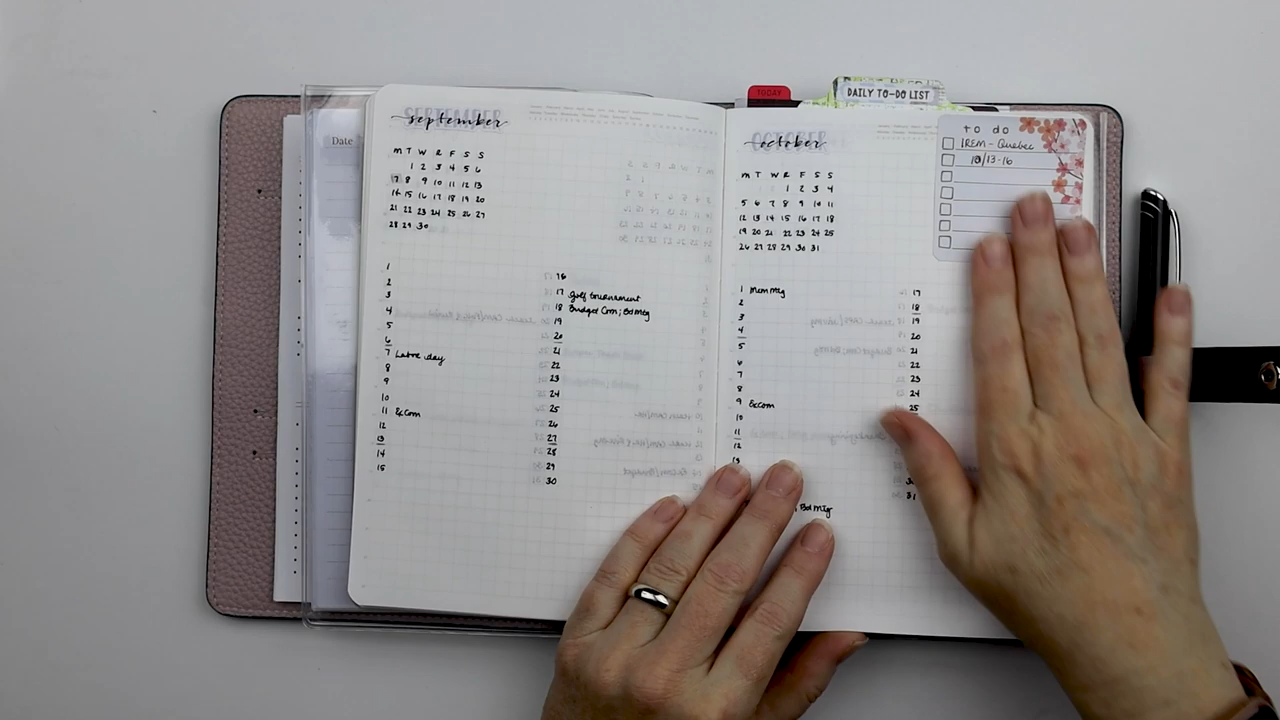 TODAY
DAILY TO-DO LIST
Date
SEPTEMBER
september
M T W R F S S
1 2 3 4 5 6
7 8 9 10 11 12 13
14 15 16 17 18 19 20
21 22 23 24 25 26 27
28 29 30
1
2
3
4
5
6
7 Labor day
8
9
10
11 ExCom
12
13
14
15
16
17 Golf tournament
18 Budget Com; Bd Mtg
19
20
21
22
23
24
25
26
27
28
29
30
OCTOBER
october
M T W R F S S
1 2 3 4
5 6 7 8 9 10 11
12 13 14 15 16 17 18
19 20 21 22 23 24 25
26 27 28 29 30 31
1 Mem Mtg
2
3
4
5
6
7
8
9 ExCom
10
11
12
13
; Bd Mtg
17
18
19
20
21
22
23
24
25
31
to do
IREM - Quebec
10/13-16